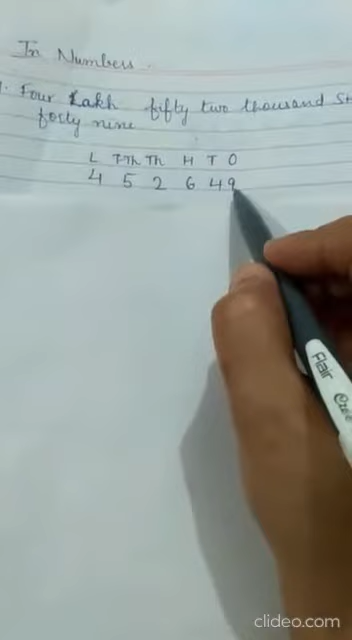 In Numbers.
1. Four Lakh fifty two thousand
forty nine
L T-Th Th H T O
4 5 2 6 4 9
Flair
clideo.com